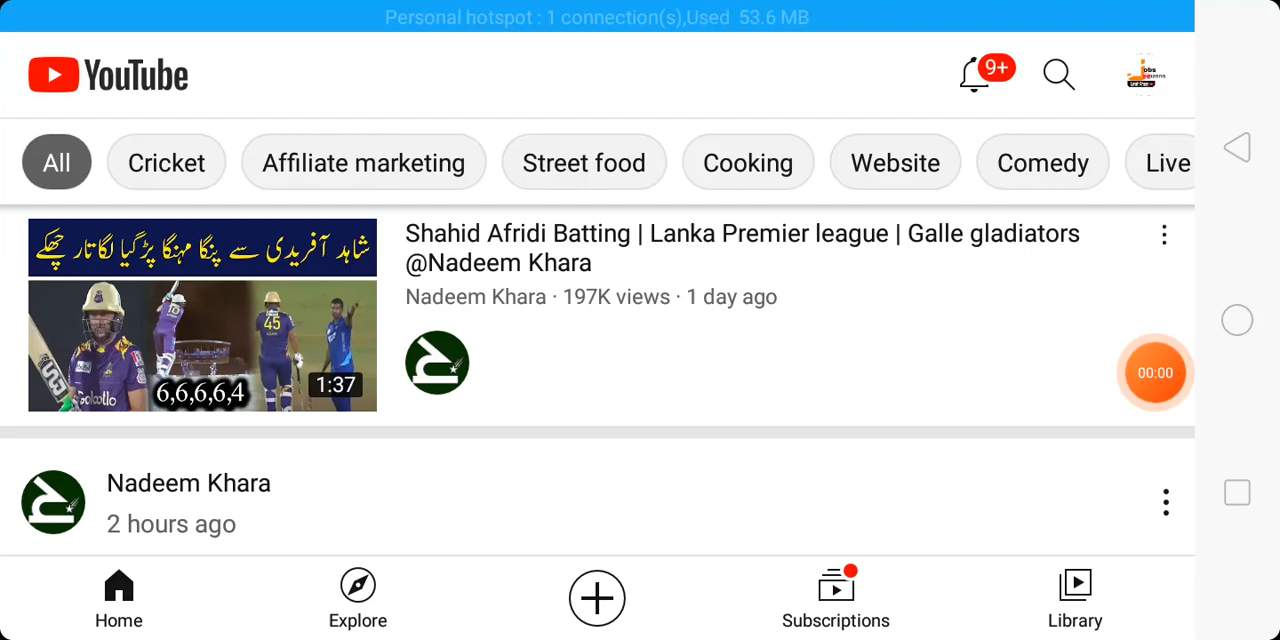 Personal hotspot : 1 connection(s),Used 53.6 MB
YouTube
9+
All
Cricket
Affiliate marketing
Street food
Cooking
Website
Comedy
Live
شاہد آفریدی سے پنگا مہنگا پڑگیا لگاتار چھکے
45
6,6,6,6,4
1:37
Shahid Afridi Batting | Lanka Premier league | Galle gladiators
@Nadeem Khara
Nadeem Khara · 197K views · 1 day ago
00:00
Nadeem Khara
2 hours ago
Home
Explore
Subscriptions
Library